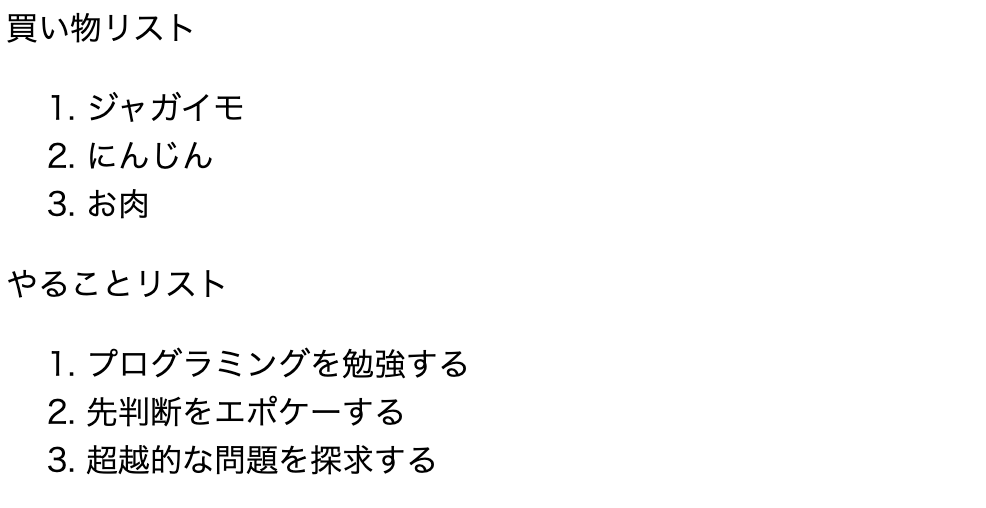 買い物リスト
1. ジャガイモ
2. にんじん
3. お肉
やることリスト
1. プログラミングを勉強する
2. 先判断をエポケーする
3. 超越的な問題を探求する